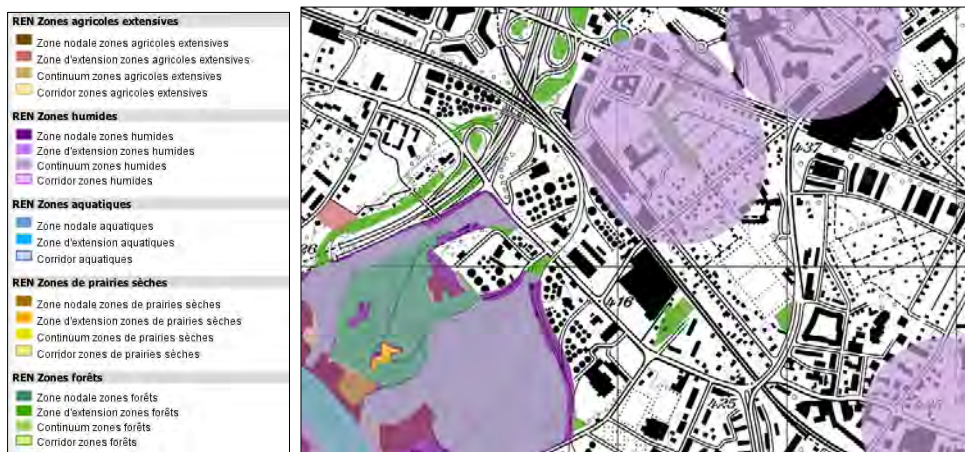 REN Zones agricoles extensives
Zone nodale zones agricoles extensives
Zone d'extension zones agricoles extensives
Continuum zones agricoles extensives
Corridor zones agricoles extensives
REN Zones humides
Zone nodale zones humides
Zone d'extension zones humides
Continuum zones humides
Corridor zones humides
REN Zones aquatiques
Zone nodale aquatiques
Zone d'extension aquatiques
Corridor aquatiques
REN Zones de prairies sèches
Zone nodale zones de prairies sèches
Zone d'extension zones de prairies sèches
Continuum zones de prairies sèches
Corridor zones de prairies sèches
REN Zones forêts
Zone nodale zones forêts
Zone d'extension zones forêts
Continuum zones forêts
Corridor zones forêts
437
416
425